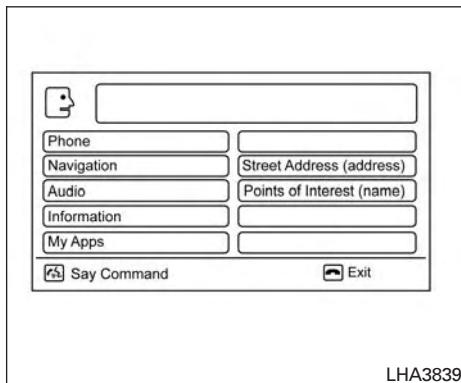 Phone
Navigation Street Address (address)
Audio Points of Interest (name)
Information
My Apps
Say Command Exit
LHA3839